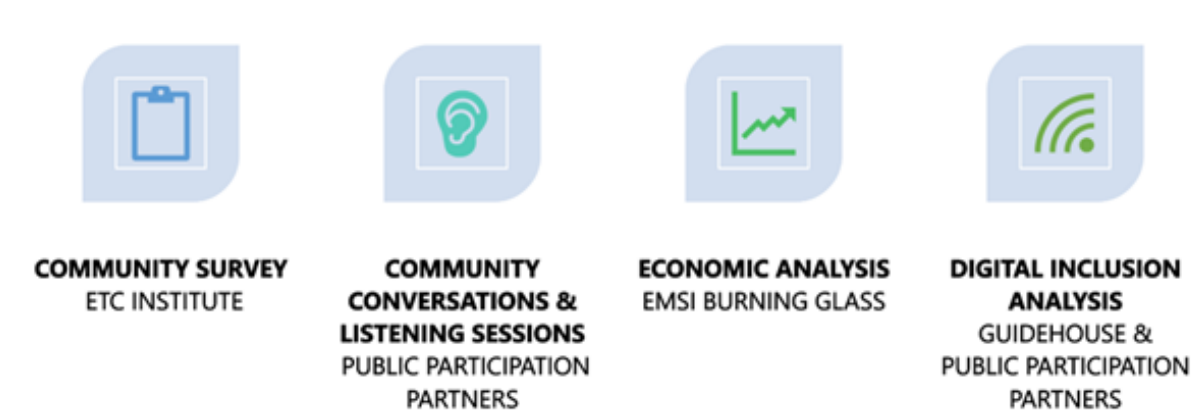 COMMUNITY SURVEY
ETC INSTITUTE
COMMUNITY
CONVERSATIONS &
LISTENING SESSIONS
PUBLIC PARTICIPATION
PARTNERS
ECONOMIC ANALYSIS
EMSI BURNING GLASS
DIGITAL INCLUSION
ANALYSIS
GUIDEHOUSE &
PUBLIC PARTICIPATION
PARTNERS